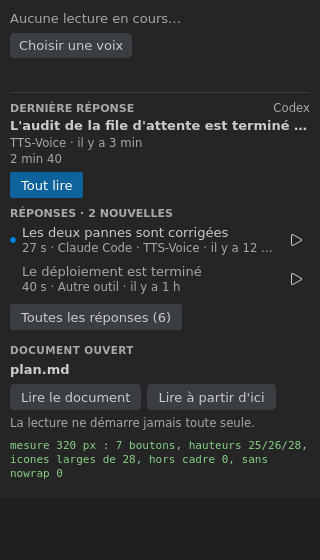 Aucune lecture en cours…
Choisir une voix
DERNIÈRE RÉPONSE Codex
L'audit de la file d'attente est terminé …
TTS-Voice · il y a 3 min
2 min 40
Tout lire
RÉPONSES · 2 NOUVELLES
Les deux pannes sont corrigées
27 s · Claude Code · TTS-Voice · il y a 12 …
Le déploiement est terminé
40 s · Autre outil · il y a 1 h
Toutes les réponses (6)
DOCUMENT OUVERT
plan.md
Lire le document Lire à partir d'ici
La lecture ne démarre jamais toute seule.
mesure 320 px : 7 boutons, hauteurs 25/26/28,
icones larges de 28, hors cadre 0, sans
nowrap 0